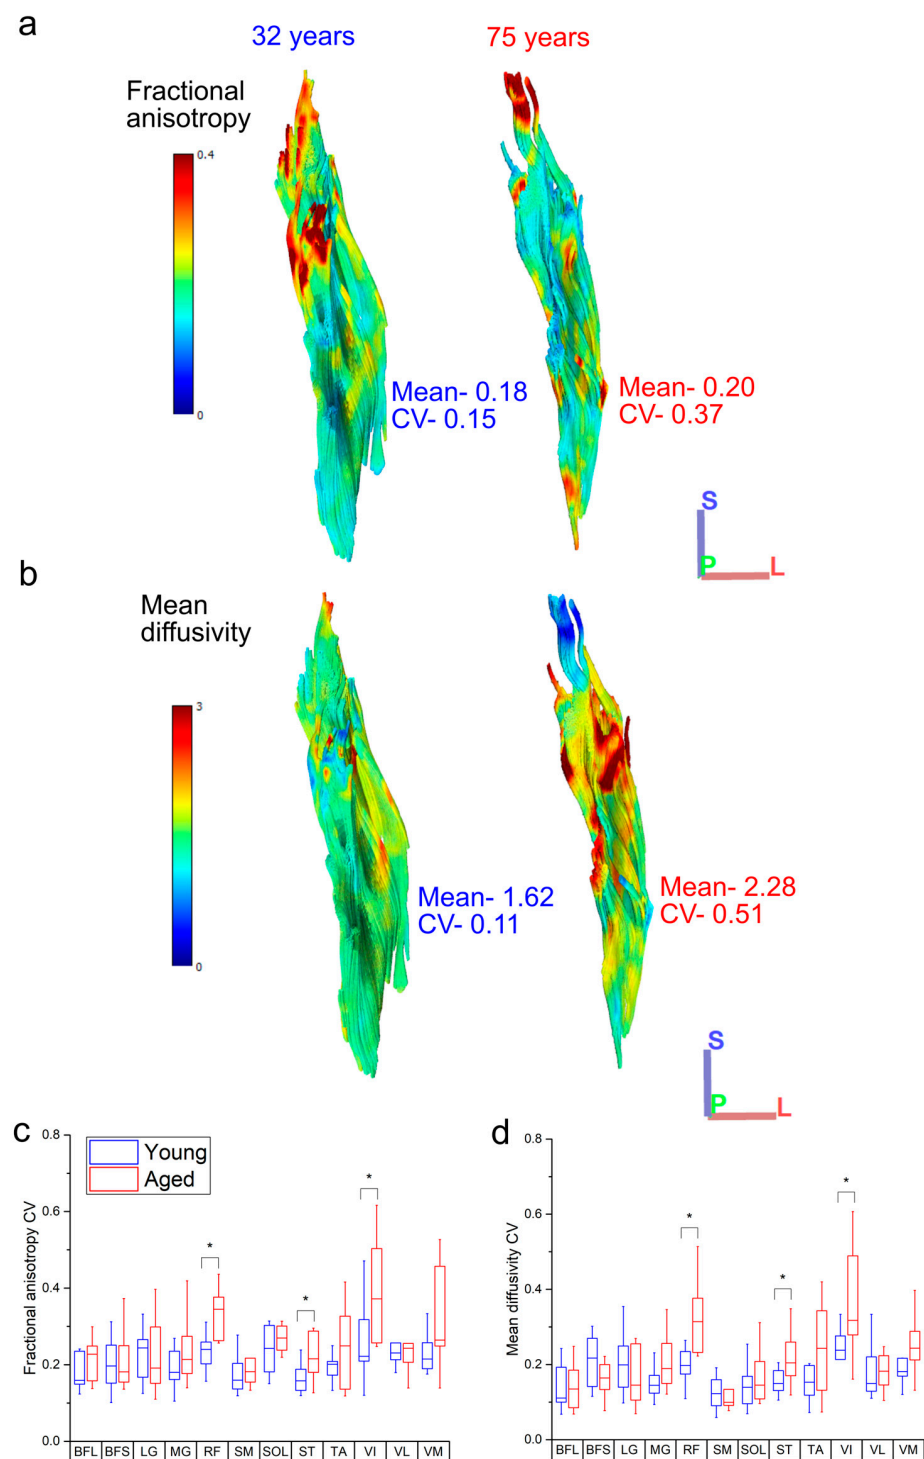 a
32 years
75 years
Fractional
anisotropy
0.4
0
Mean- 0.18
CV- 0.15
Mean- 0.20
CV- 0.37
S
P
L
b
Mean
diffusivity
3
0
Mean- 1.62
CV- 0.11
Mean- 2.28
CV- 0.51
S
P
L
c
Fractional anisotropy CV
0.8
0.6
0.4
0.2
0.0
Young
Aged
*
*
*
BFL BFS LG MG RF SM SOL ST TA VI VL VM
d
Mean diffusivity CV
0.8
0.6
0.4
0.2
0.0
*
*
*
BFL BFS LG MG RF SM SOL ST TA VI VL VM